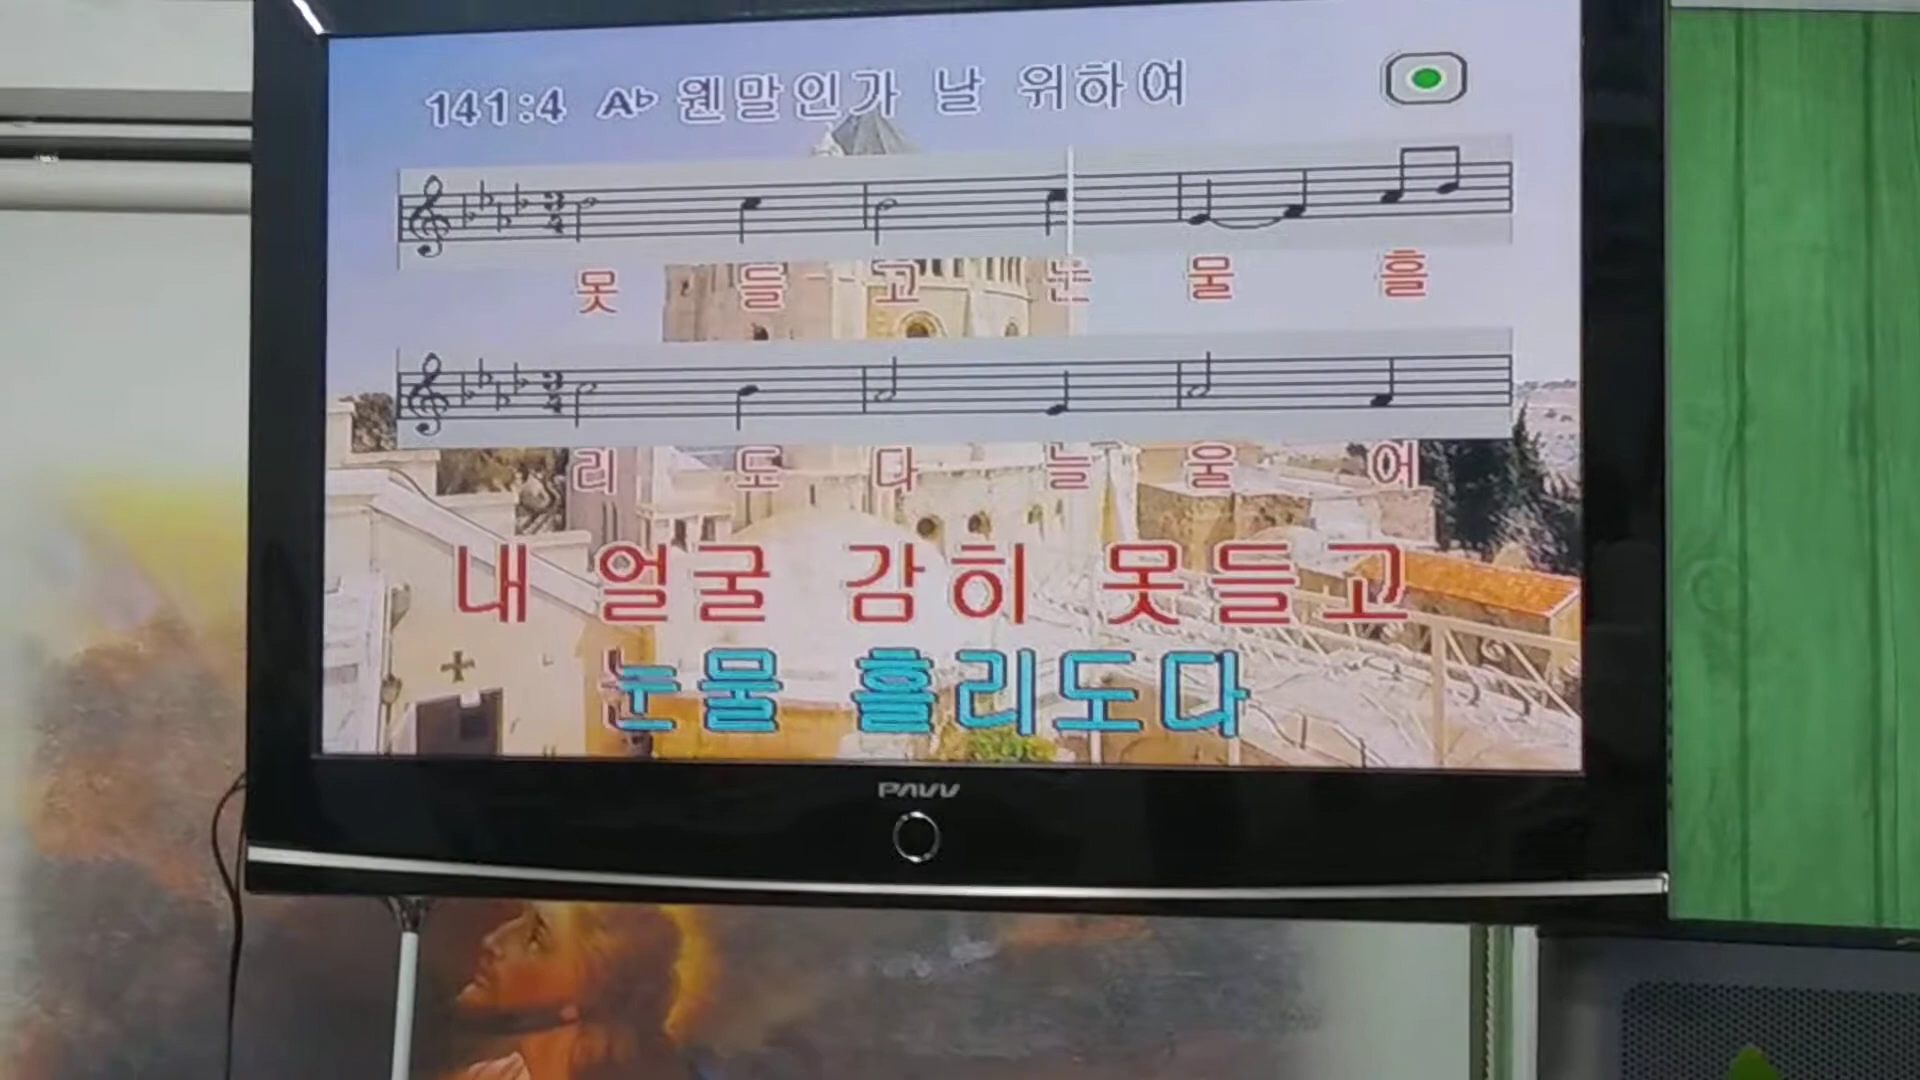 141:4 A♭ 웬말인가 날 위하여
못 들 고 눈 물 흘
리 도 다 늘 울 어
내 얼굴 감히 못들고
눈물 흘리도다
PAVV